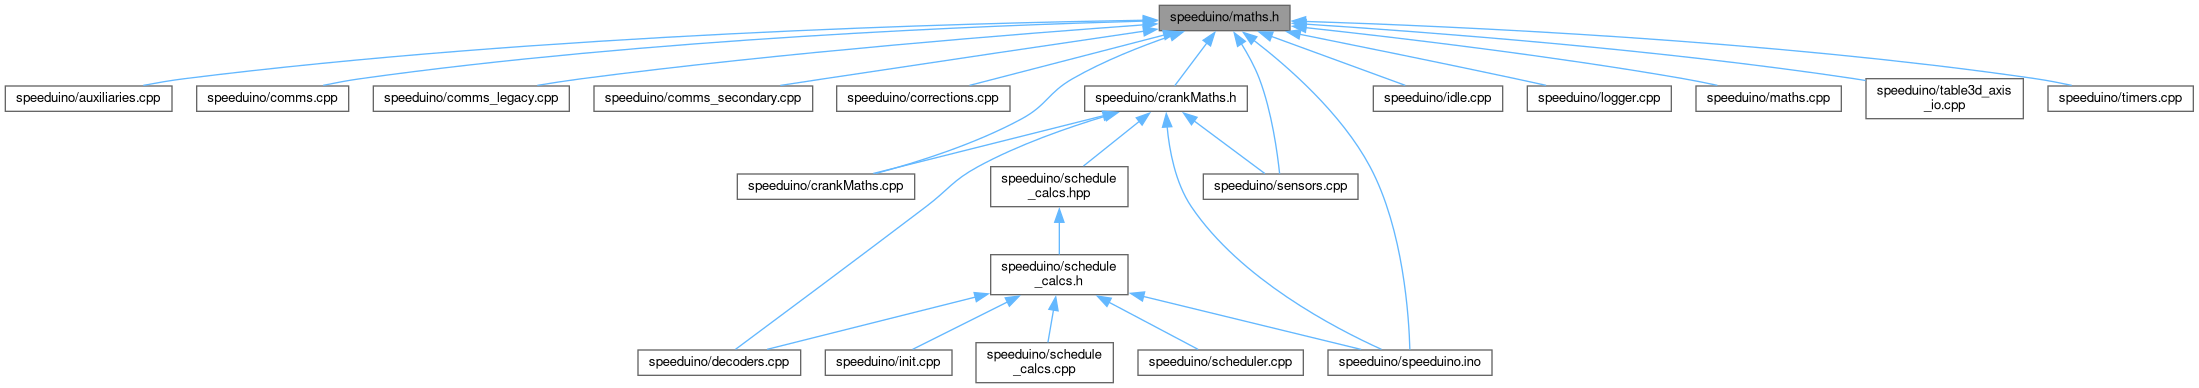 speeduino/maths.h
speeduino/auxiliaries.cpp
speeduino/comms.cpp
speeduino/comms_legacy.cpp
speeduino/comms_secondary.cpp
speeduino/corrections.cpp
speeduino/crankMaths.h
speeduino/idle.cpp
speeduino/logger.cpp
speeduino/maths.cpp
speeduino/table3d_axis
_io.cpp
speeduino/timers.cpp
speeduino/crankMaths.cpp
speeduino/schedule
_calcs.hpp
speeduino/sensors.cpp
speeduino/schedule
_calcs.h
speeduino/decoders.cpp
speeduino/init.cpp
speeduino/schedule
_calcs.cpp
speeduino/scheduler.cpp
speeduino/speeduino.ino